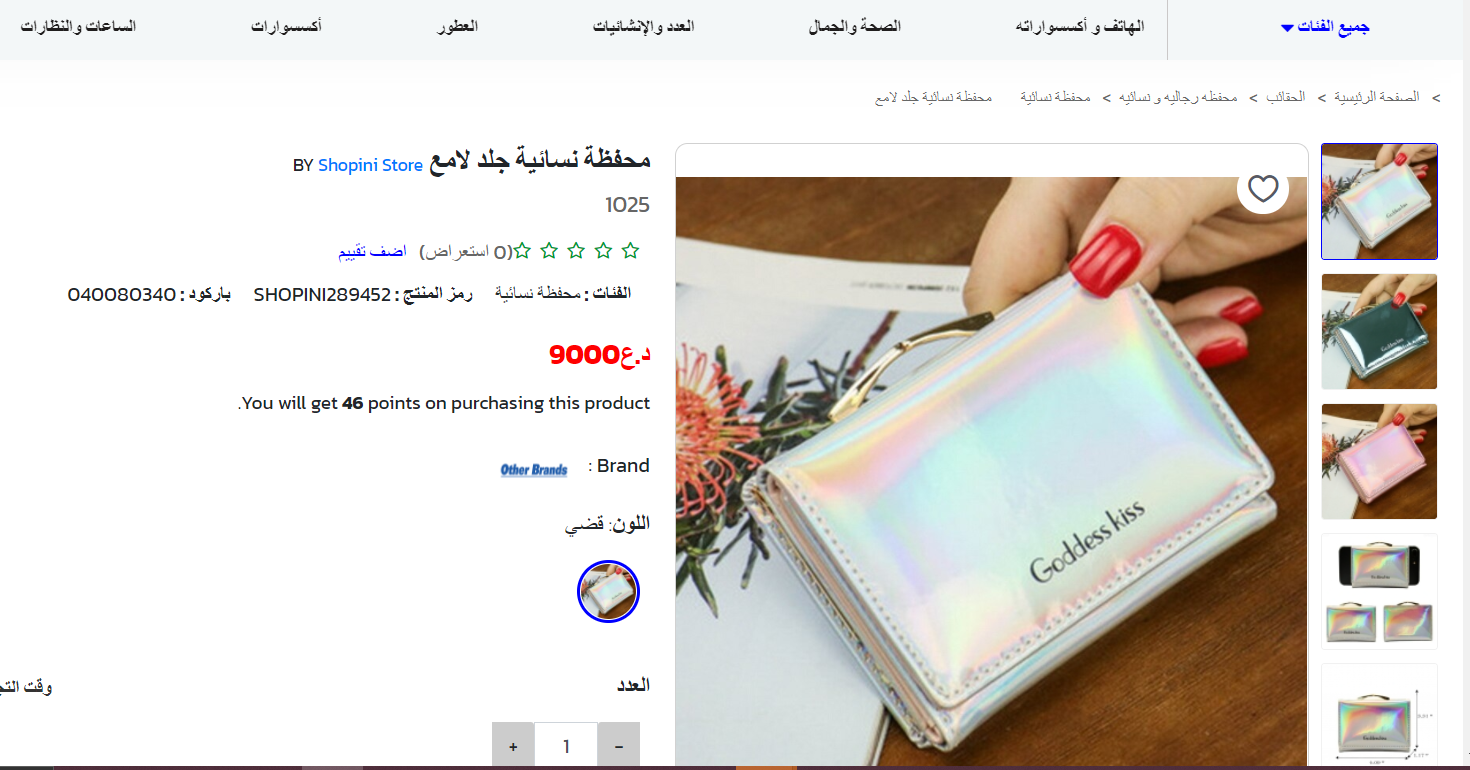 جميع الفئات
الهاتف و أكسسواراته
الصحة والجمال
العدد والإنشائيات
العطور
أكسسوارات
الساعات والنظارات
> الصفحة الرئيسية > الحقائب > محفظه رجاليه و نسائيه > محفظة نسائية محفظة نسائية جلد لامع
محفظة نسائية جلد لامع BY Shopini Store
1025
(0 استعراض) اضف تقييم
الفئات : محفظة نسائية رمز المنتج : SHOPINI289452 باركود : 040080340
د.ع9000
You will get 46 points on purchasing this product.
Brand : Other Brands
اللون: قضي
العدد
- 1 +
Goddess kiss